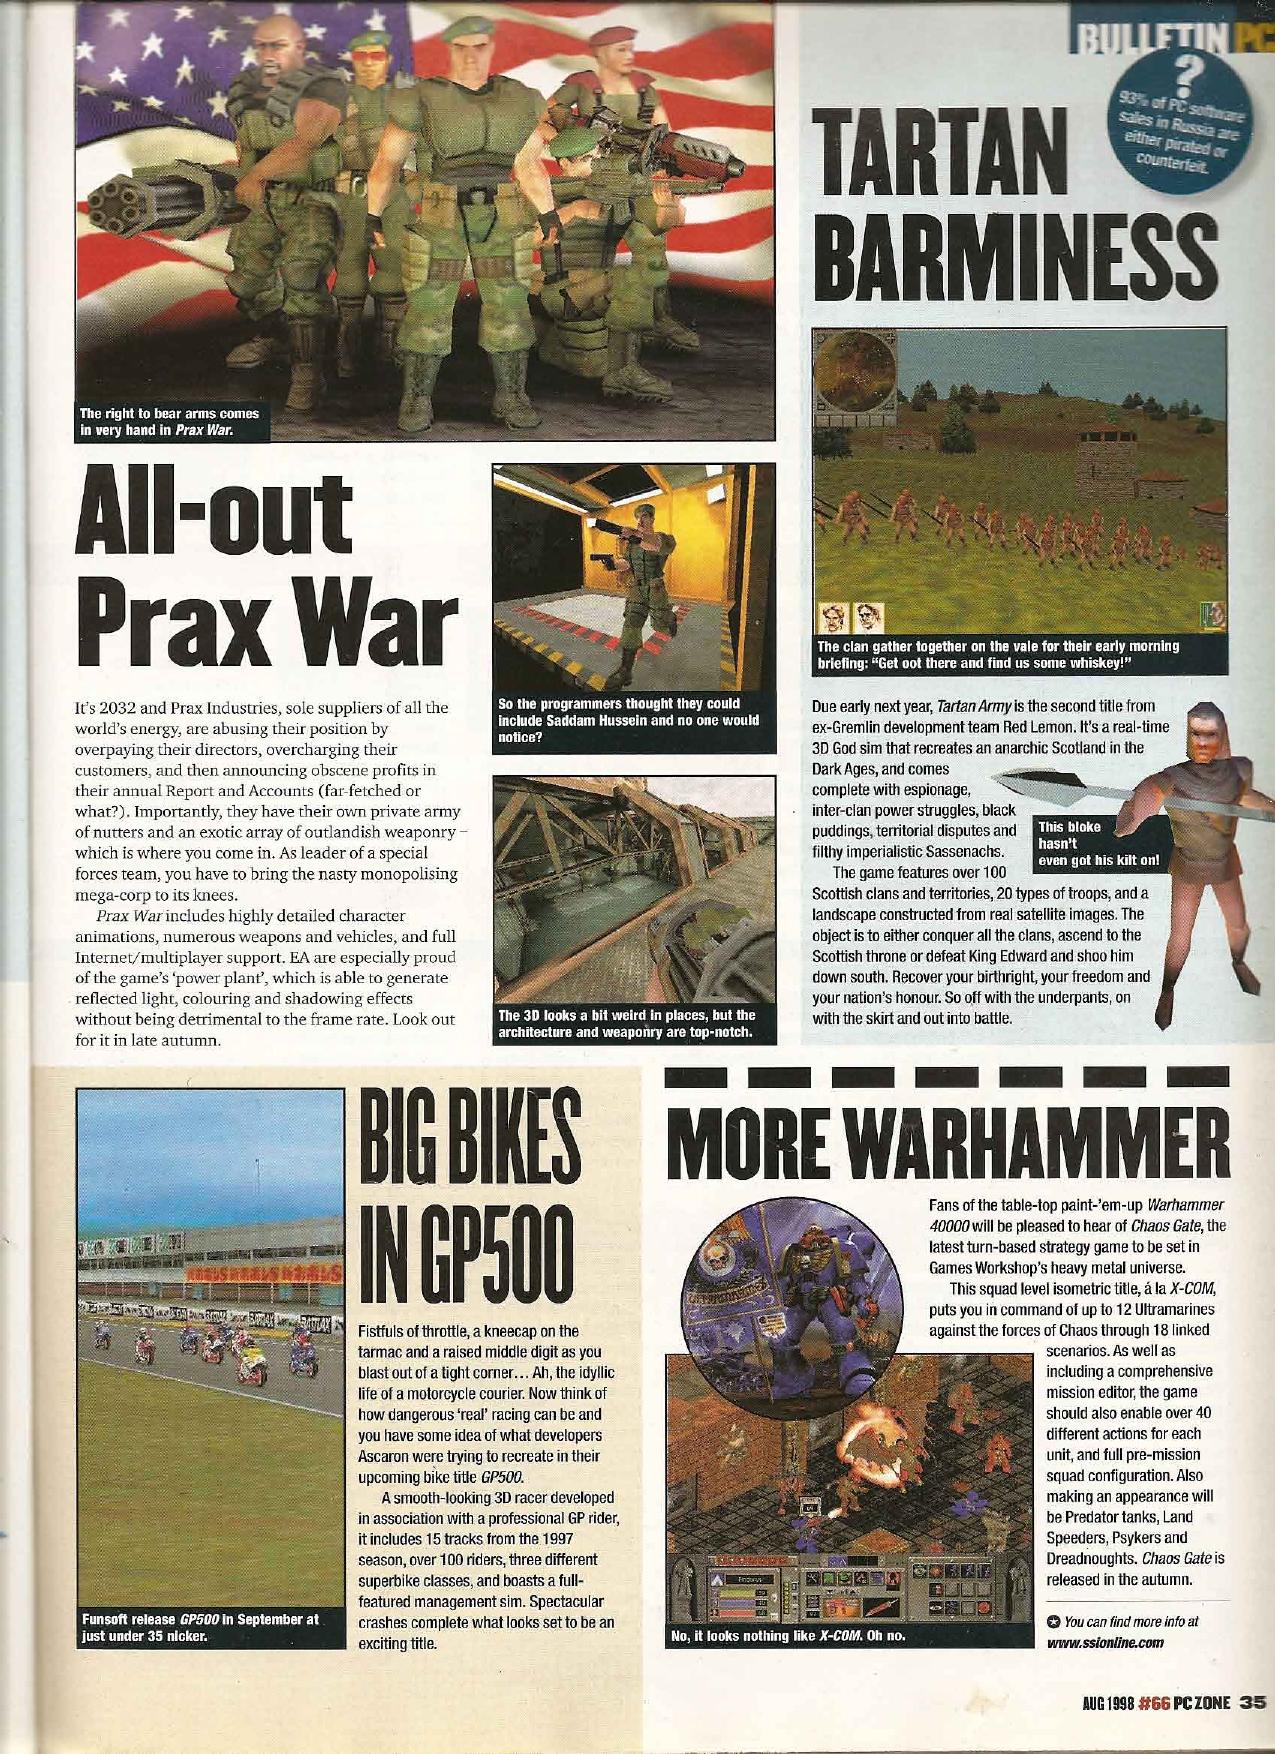 BULLETIN PC
?
93% of PC software
sales in Russia are
either pirated or
counterfeit.
The right to bear arms comes
in very hand in Prax War.
All-out
Prax War
It's 2032 and Prax Industries, sole suppliers of all the
world's energy, are abusing their position by
overpaying their directors, overcharging their
customers, and then announcing obscene profits in
their annual Report and Accounts (far-fetched or
what?). Importantly, they have their own private army
of nutters and an exotic array of outlandish weaponry –
which is where you come in. As leader of a special
forces team, you have to bring the nasty monopolising
mega-corp to its knees.
Prax War includes highly detailed character
animations, numerous weapons and vehicles, and full
Internet/multiplayer support. EA are especially proud
of the game's 'power plant', which is able to generate
reflected light, colouring and shadowing effects
without being detrimental to the frame rate. Look out
for it in late autumn.
So the programmers thought they could
include Saddam Hussein and no one would
notice?
The 3D looks a bit weird in places, but the
architecture and weaponry are top-notch.
TARTAN
BARMINESS
The clan gather together on the vale for their early morning
briefing: "Get oot there and find us some whiskey!"
Due early next year, Tartan Army is the second title from
ex-Gremlin development team Red Lemon. It's a real-time
3D God sim that recreates an anarchic Scotland in the
Dark Ages, and comes
complete with espionage,
inter-clan power struggles, black
puddings, territorial disputes and
filthy imperialistic Sassenachs.
The game features over 100
Scottish clans and territories, 20 types of troops, and a
landscape constructed from real satellite images. The
object is to either conquer all the clans, ascend to the
Scottish throne or defeat King Edward and shoo him
down south. Recover your birthright, your freedom and
your nation's honour. So off with the underpants, on
with the skirt and out into battle.
This bloke
hasn't
even got his kilt on!
BIG BIKES
IN GP500
Fistfuls of throttle, a kneecap on the
tarmac and a raised middle digit as you
blast out of a tight corner... Ah, the idyllic
life of a motorcycle courier. Now think of
how dangerous 'real' racing can be and
you have some idea of what developers
Ascaron were trying to recreate in their
upcoming bike title GP500.
A smooth-looking 3D racer developed
in association with a professional GP rider,
it includes 15 tracks from the 1997
season, over 100 riders, three different
superbike classes, and boasts a full-
featured management sim. Spectacular
crashes complete what looks set to be an
exciting title.
Funsoft release GP500 in September at
just under 35 nicker.
MORE WARHAMMER
Fans of the table-top paint-'em-up Warhammer
40000 will be pleased to hear of Chaos Gate, the
latest turn-based strategy game to be set in
Games Workshop's heavy metal universe.
This squad level isometric title, á la X-COM,
puts you in command of up to 12 Ultramarines
against the forces of Chaos through 18 linked
scenarios. As well as
including a comprehensive
mission editor, the game
should also enable over 40
different actions for each
unit, and full pre-mission
squad configuration. Also
making an appearance will
be Predator tanks, Land
Speeders, Psykers and
Dreadnoughts. Chaos Gate is
released in the autumn.
You can find more info at
www.ssionline.com
No, it looks nothing like X-COM. Oh no.
AUG 1998 #66 PC ZONE 35